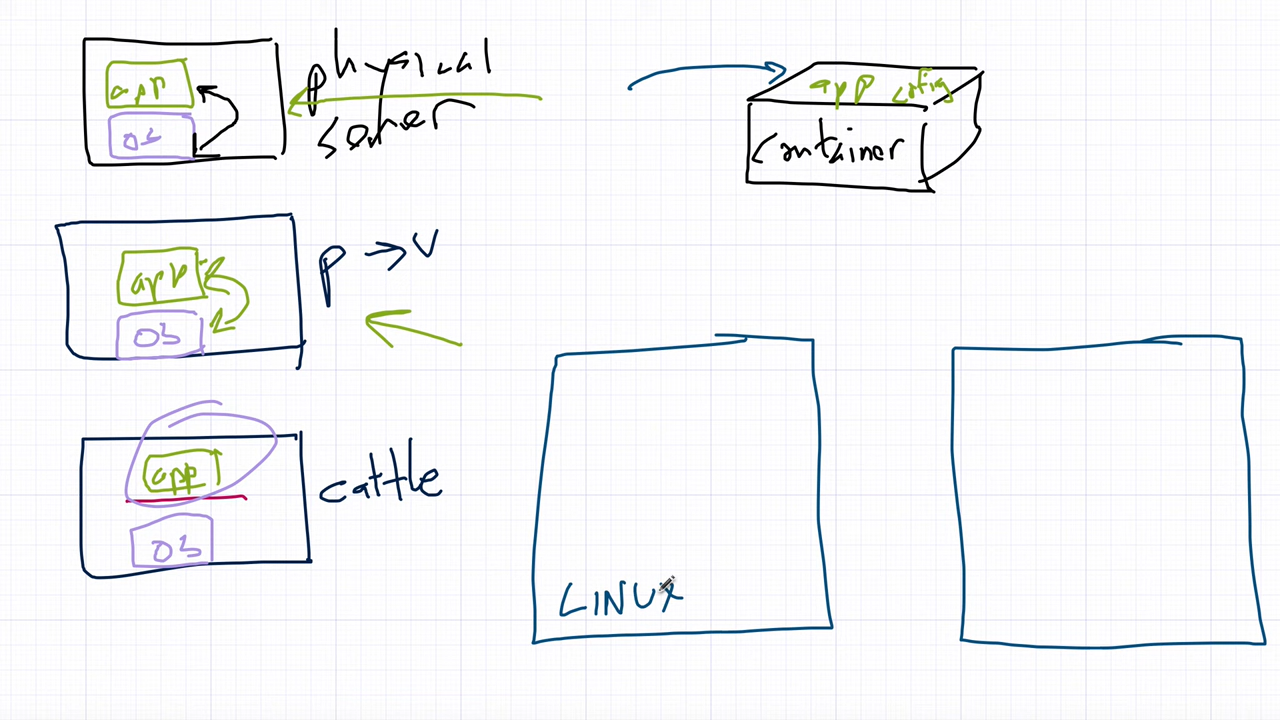 physical
app
os
server
app config
container
app
os
p → v
app
os
cattle
LINUX